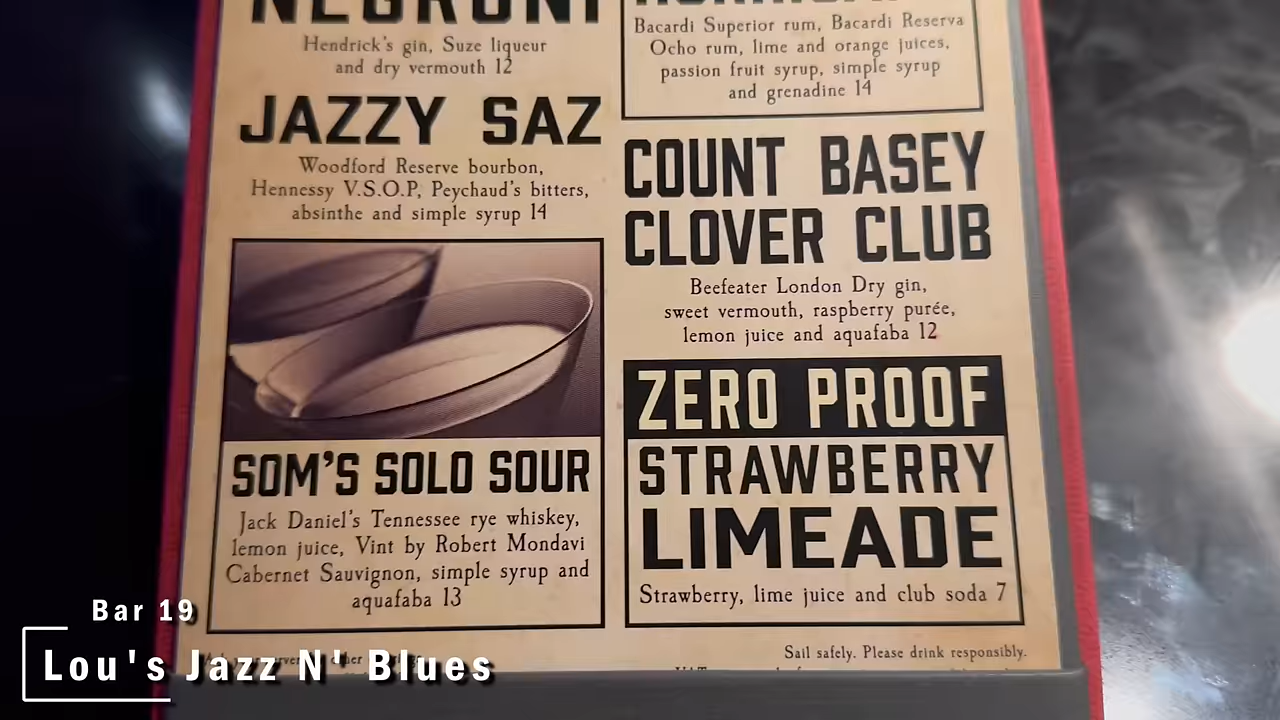 NEGRONI
Hendrick's gin, Suze liqueur
and dry vermouth 12
JAZZY SAZ
Woodford Reserve bourbon,
Hennessy V.S.O.P, Peychaud's bitters,
absinthe and simple syrup 14
SOM'S SOLO SOUR
Jack Daniel's Tennessee rye whiskey,
lemon juice, Vint by Robert Mondavi
Cabernet Sauvignon, simple syrup and
aquafaba 13
Bacardi Superior rum, Bacardi Reserva
Ocho rum, lime and orange juices,
passion fruit syrup, simple syrup
and grenadine 14
COUNT BASEY
CLOVER CLUB
Beefeater London Dry gin,
sweet vermouth, raspberry purée,
lemon juice and aquafaba 12
ZERO PROOF
STRAWBERRY
LIMEADE
Strawberry, lime juice and club soda 7
Sail safely. Please drink responsibly.
Bar 19
Lou's Jazz N' Blues